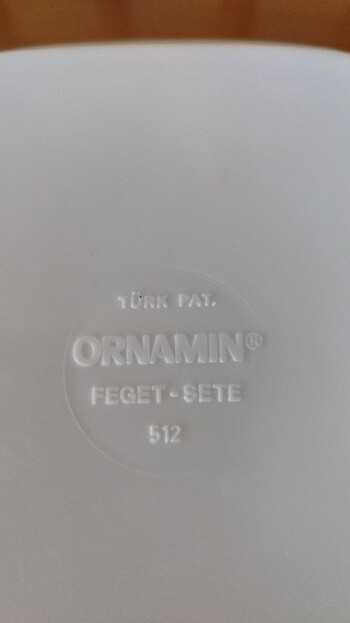 TÜRK PAT.
ORNAMIN®
FEGET-SETE
512